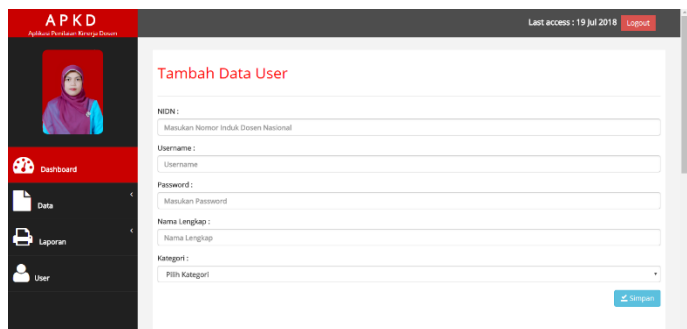 APKD
Aplikasi Penilaian Kinerja Dosen
Last access : 19 Jul 2018 Logout
Tambah Data User
NIDN :
Masukan Nomor Induk Dosen Nasional
Username :
Username
Password :
Masukan Password
Nama Lengkap :
Nama Lengkap
Kategori :
Pilih Kategori
Simpan
Dashboard
Data
Laporan
User